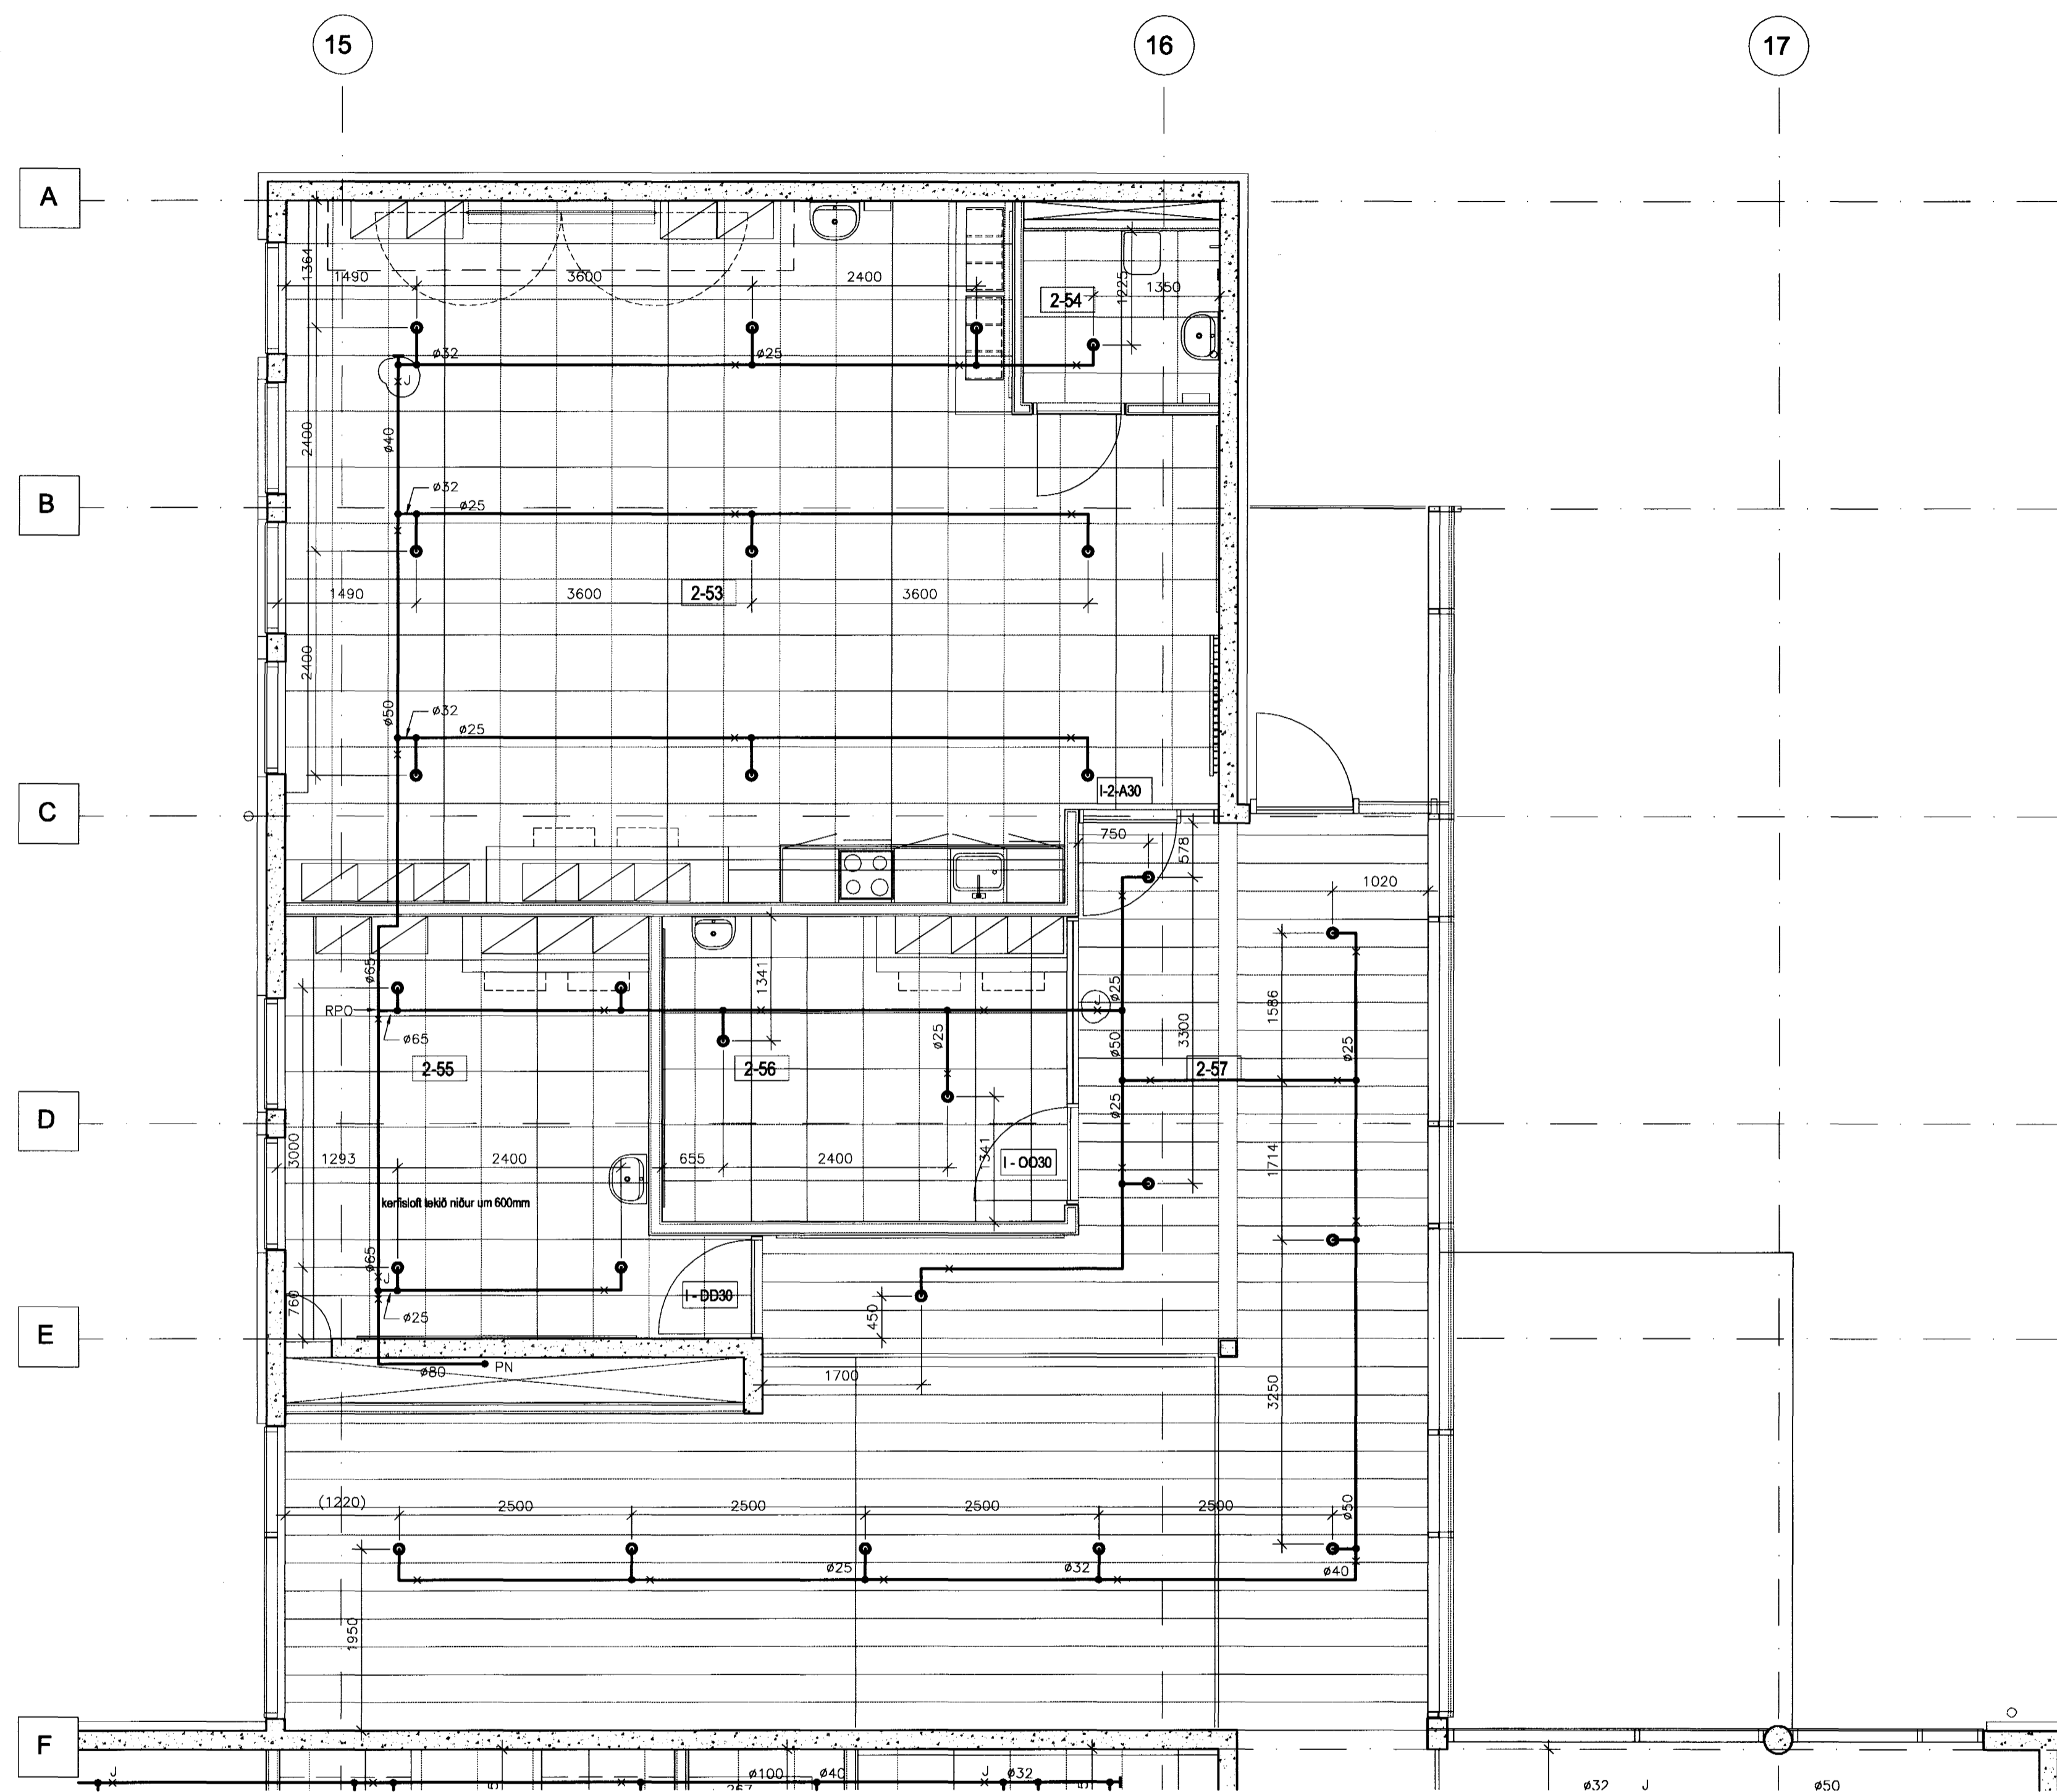 15
16
17
A
1364
1490
3600
2400
2-54
1225
1350
ø32
ø25
J
2400
ø40
B
ø32
ø25
1490
3600
2-53
3600
2400
ø50
ø32
ø25
I-2-A30
C
750
578
1020
ø65
1341
ø25
1586
RPO
J
ø65
ø25
ø50
3300
ø25
2-55
2-56
2-57
ø25
D
3000
1293
2400
655
2400
1341
I - OO30
1714
kerfisloft tekið niður um 600mm
ø65
J
760
ø25
I - DD30
450
E
PN
ø80
1700
3250
(1220)
2500
2500
2500
2500
ø50
ø25
ø32
ø40
1950
F
J
ø100
ø40
J
ø32
ø32
J
ø50